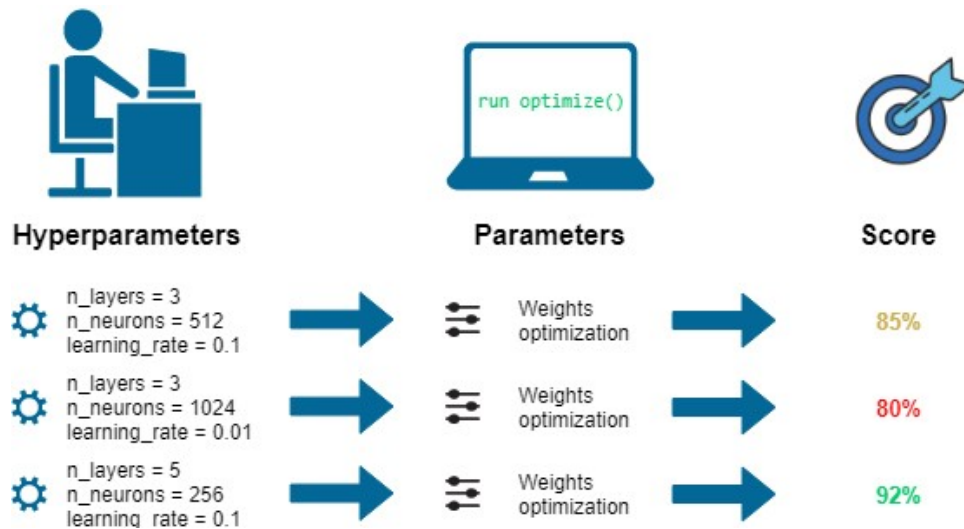 run optimize()
Hyperparameters
Parameters
Score
n_layers = 3
n_neurons = 512
learning_rate = 0.1
Weights
optimization
85%
n_layers = 3
n_neurons = 1024
learning_rate = 0.01
Weights
optimization
80%
n_layers = 5
n_neurons = 256
learning_rate = 0.1
Weights
optimization
92%